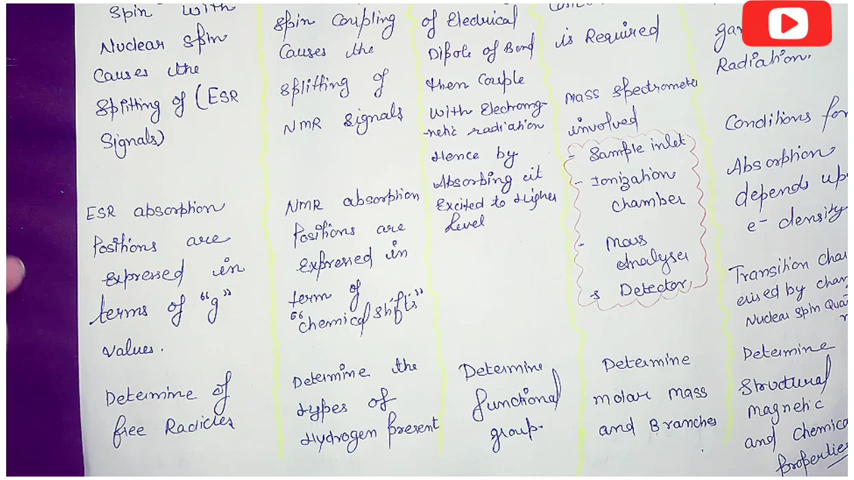 Spin with
Nuclear spin
Causes the
Splitting of (ESR
Signals)
ESR absorption
Positions are
Expressed in
terms of "g"
values.
Determine of
free Radicles
Spin Coupling
Causes the
Splitting of
NMR signals
NMR absorption
Positions are
Expressed in
term of
"chemical shifts"
Determine the
types of
Hydrogen present
of Electrical
Dipole of Bond
then Couple
With Electromag-
netic radiation
Hence by
Absorbing it
Excited to Higher
level
Determine
functional
group.
is Required
Mass Spectrometer
involved
- Sample inlet
- Ionization
chamber
- Mass
Analyser
Detector
Determine
molar mass
and Branches
Radiation.
Conditions for
Absorption
depends up
e- density
Transition Cha
erised by chan
Nuclear Spin Qua
Determine
Structural
magnetic
and chemica
Properties